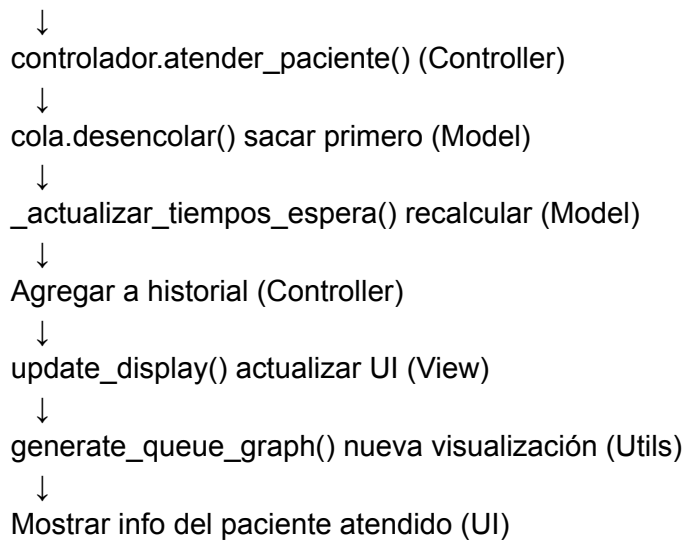 ↓
controlador.atender_paciente() (Controller)
↓
cola.desencolar() sacar primero (Model)
↓
_actualizar_tiempos_espera() recalcular (Model)
↓
Agregar a historial (Controller)
↓
update_display() actualizar UI (View)
↓
generate_queue_graph() nueva visualización (Utils)
↓
Mostrar info del paciente atendido (UI)